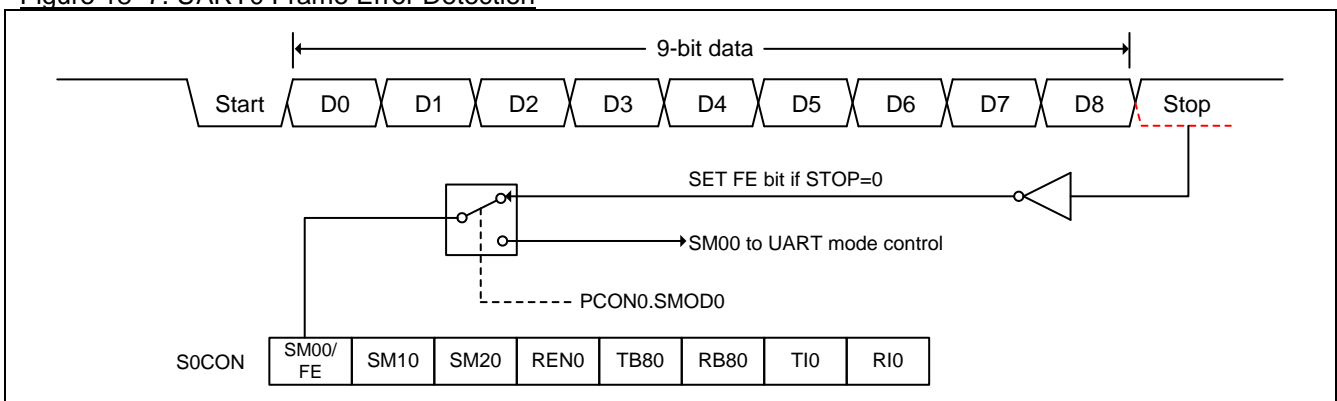 Figure UART0 Frame Error Detection
9-bit data
Start D0 D1 D2 D3 D4 D5 D6 D7 D8 Stop
SET FE bit if STOP=0
SM00 to UART mode control
PCON0.SMOD0
S0CON SM00/ FE SM10 SM20 REN0 TB80 RB80 TI0 RI0